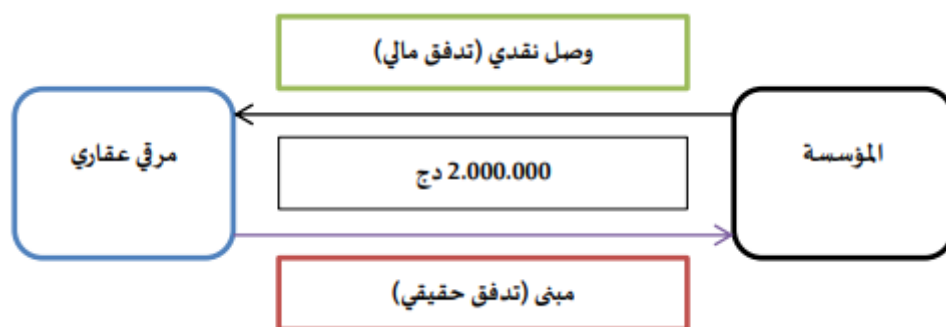 وصل نقدي (تدفق مالي)
المؤسسة
مرقي عقاري
2.000.000 دج
مبنى (تدفق حقيقي)